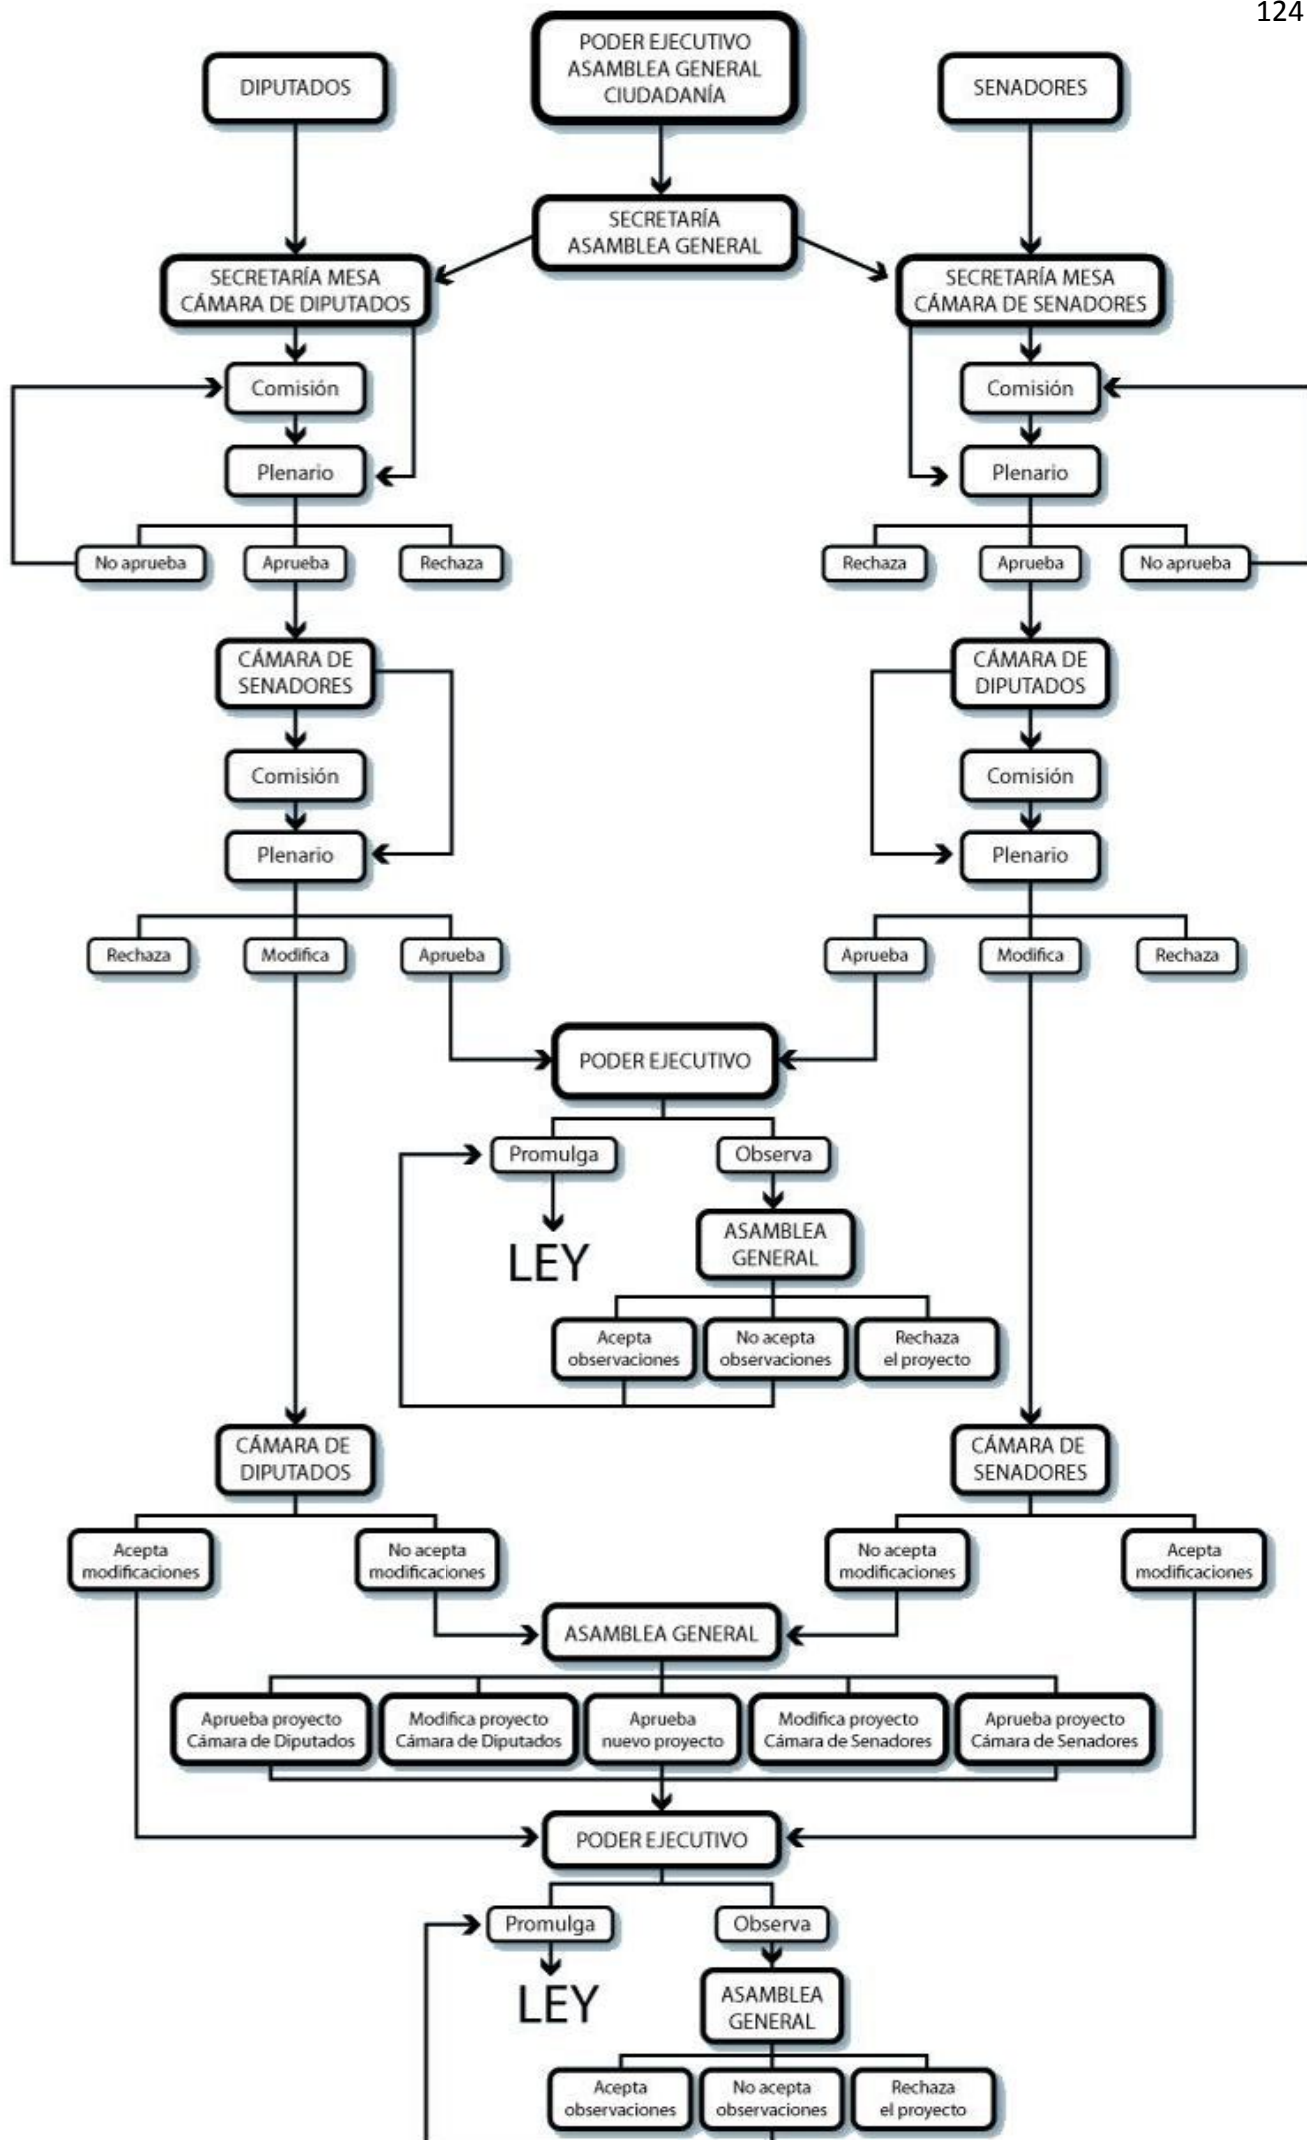 124
PODER EJECUTIVO
ASAMBLEA GENERAL
CIUDADANÍA
DIPUTADOS
SENADORES
SECRETARÍA
ASAMBLEA GENERAL
SECRETARÍA MESA
CÁMARA DE DIPUTADOS
SECRETARÍA MESA
CÁMARA DE SENADORES
Comisión
Comisión
Plenario
Plenario
No aprueba
Aprueba
Rechaza
Rechaza
Aprueba
No aprueba
CÁMARA DE
SENADORES
CÁMARA DE
DIPUTADOS
Comisión
Comisión
Plenario
Plenario
Rechaza
Modifica
Aprueba
Aprueba
Modifica
Rechaza
PODER EJECUTIVO
Promulga
Observa
LEY
ASAMBLEA
GENERAL
Acepta
observaciones
No acepta
observaciones
Rechaza
el proyecto
CÁMARA DE
DIPUTADOS
CÁMARA DE
SENADORES
Acepta
modificaciones
No acepta
modificaciones
No acepta
modificaciones
Acepta
modificaciones
ASAMBLEA GENERAL
Aprueba proyecto
Cámara de Diputados
Modifica proyecto
Cámara de Diputados
Aprueba
nuevo proyecto
Modifica proyecto
Cámara de Senadores
Aprueba proyecto
Cámara de Senadores
PODER EJECUTIVO
Promulga
Observa
LEY
ASAMBLEA
GENERAL
Acepta
observaciones
No acepta
observaciones
Rechaza
el proyecto